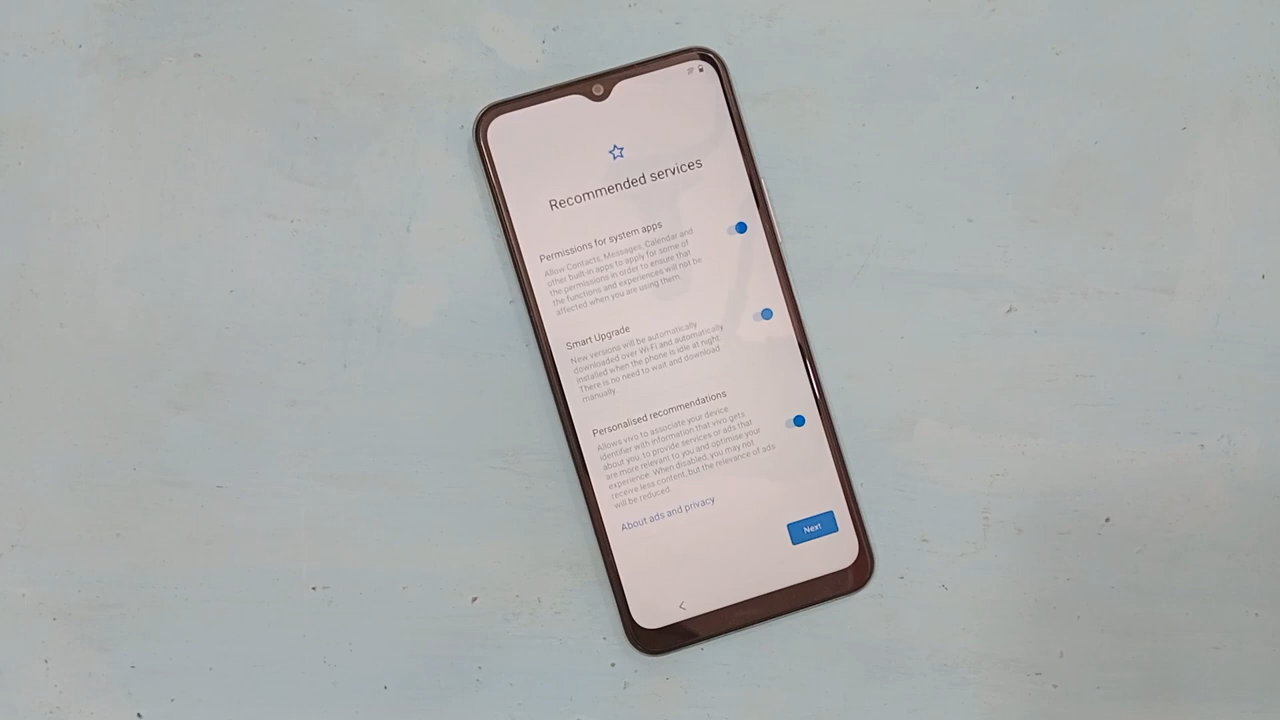 Recommended services
Permissions for system apps
Allow Contacts, Messages, Calendar and
other built-in apps to apply for some of
the permissions in order to ensure that
the functions and experiences will not be
affected when you are using them.
Smart Upgrade
New versions will be automatically
downloaded over Wi-Fi and automatically
installed when the phone is idle at night.
There is no need to wait and download
manually.
Personalised recommendations
Allows vivo to associate your device
identifier with information that vivo gets
about you, to provide services or ads that
are more relevant to you and optimise your
experience. When disabled, you may not
receive less content, but the relevance of ads
will be reduced.
About ads and privacy
Next